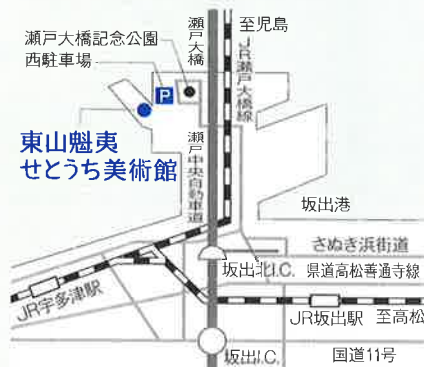 瀬戸大橋記念公園
西駐車場
P
瀬戸大橋
至児島
JR瀬戸大橋線
東山魁夷
せとうち美術館
瀬戸中央自動車道
坂出港
さぬき浜街道
坂出北I.C.
県道高松善通寺線
JR宇多津駅
JR坂出駅
至高松
坂出I.C.
国道11号